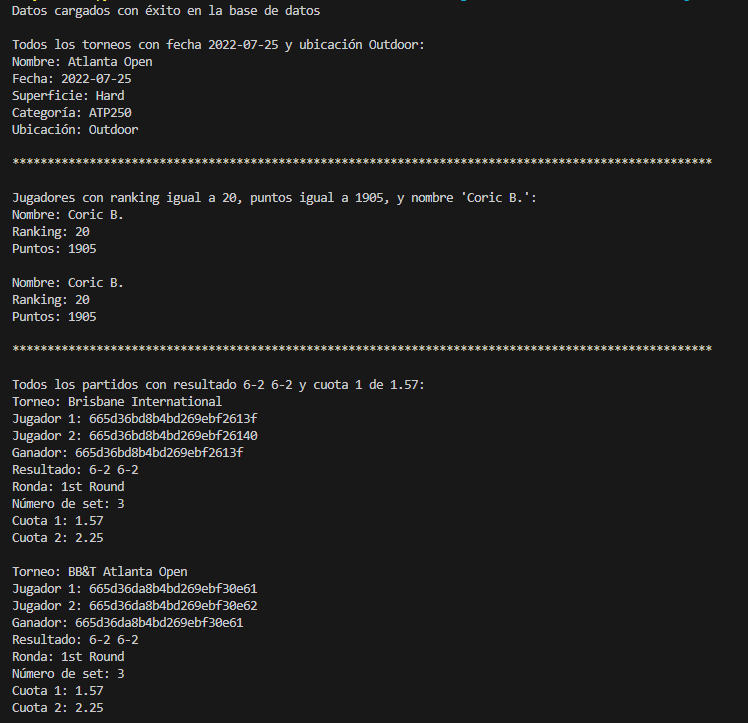 Datos cargados con éxito en la base de datos
Todos los torneos con fecha 2022-07-25 y ubicación Outdoor:
Nombre: Atlanta Open
Fecha: 2022-07-25
Superficie: Hard
Categoría: ATP250
Ubicación: Outdoor
****************************************************************************************************
Jugadores con ranking igual a 20, puntos igual a 1905, y nombre 'Coric B.':
Nombre: Coric B.
Ranking: 20
Puntos: 1905
Nombre: Coric B.
Ranking: 20
Puntos: 1905
****************************************************************************************************
Todos los partidos con resultado 6-2 6-2 y cuota 1 de 1.57:
Torneo: Brisbane International
Jugador 1: 665d36bd8b4bd269ebf2613f
Jugador 2: 665d36bd8b4bd269ebf26140
Ganador: 665d36bd8b4bd269ebf2613f
Resultado: 6-2 6-2
Ronda: 1st Round
Número de set: 3
Cuota 1: 1.57
Cuota 2: 2.25
Torneo: BB&T Atlanta Open
Jugador 1: 665d36da8b4bd269ebf30e61
Jugador 2: 665d36da8b4bd269ebf30e62
Ganador: 665d36da8b4bd269ebf30e61
Resultado: 6-2 6-2
Ronda: 1st Round
Número de set: 3
Cuota 1: 1.57
Cuota 2: 2.25